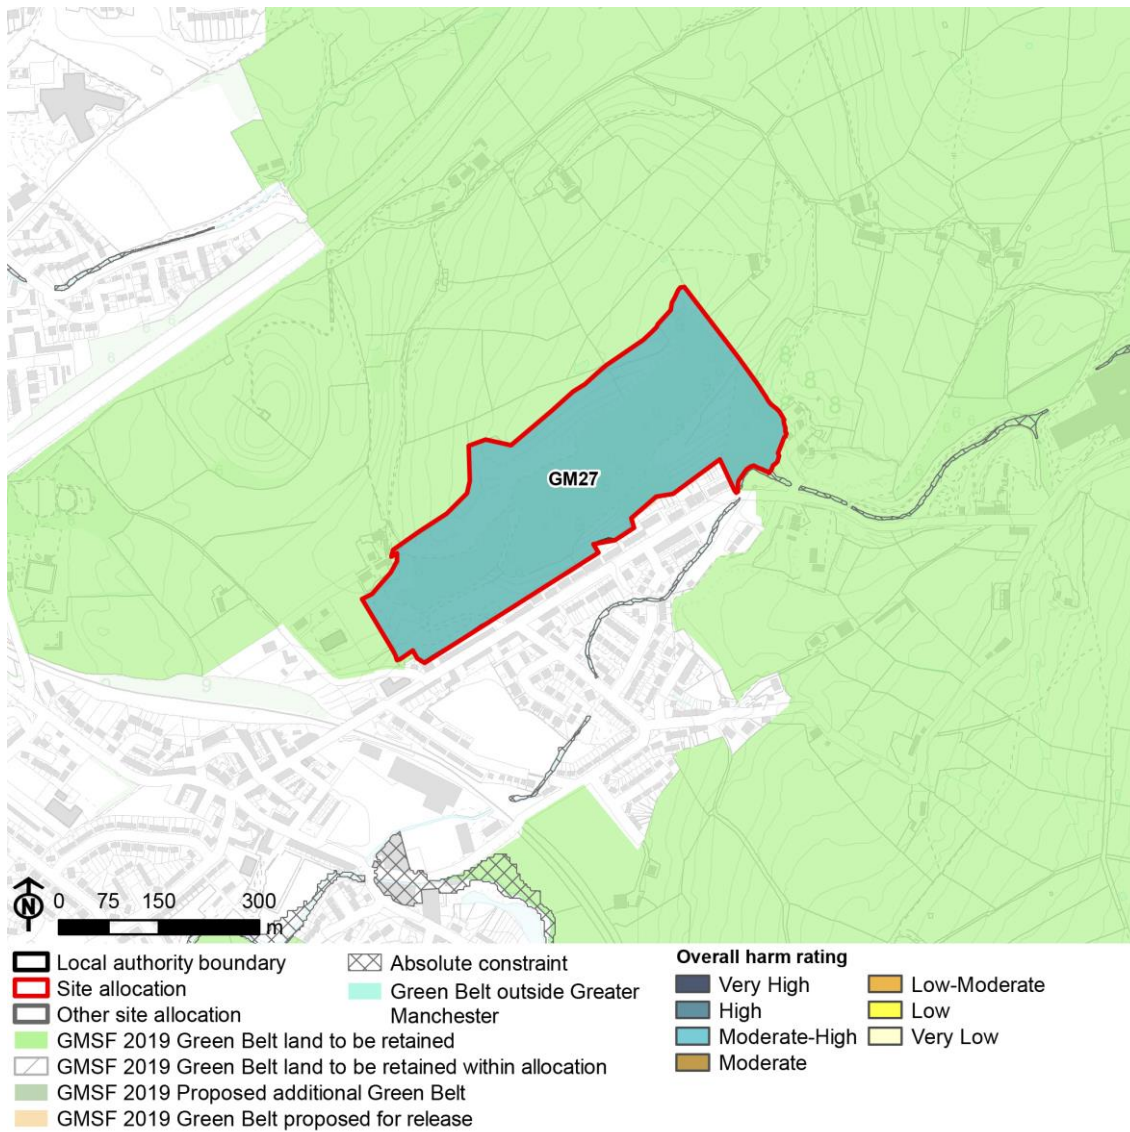 GM27
N
0 75 150 300
m
Local authority boundary
Site allocation
Other site allocation
GMSF 2019 Green Belt land to be retained
GMSF 2019 Green Belt land to be retained within allocation
GMSF 2019 Proposed additional Green Belt
GMSF 2019 Green Belt proposed for release
Absolute constraint
Green Belt outside Greater
Manchester
Overall harm rating
Very High
High
Moderate-High
Moderate
Low-Moderate
Low
Very Low